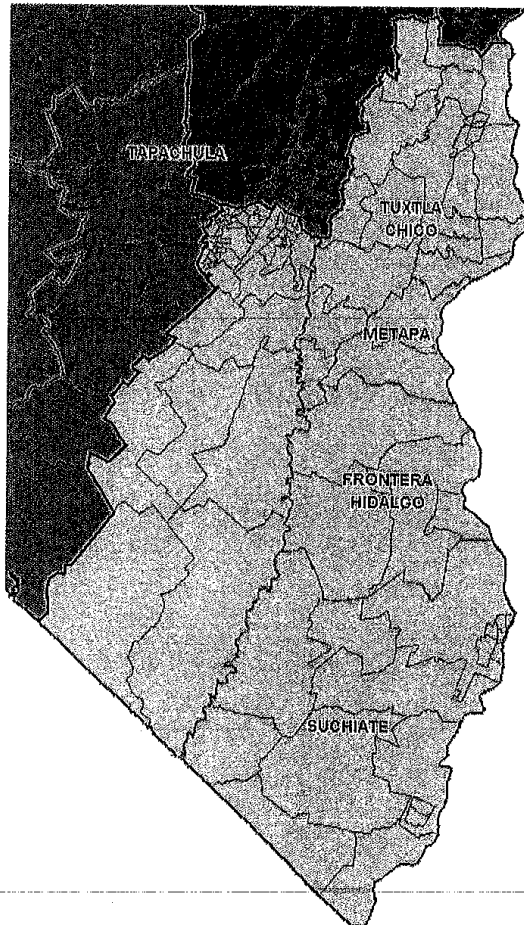 TAPACHULA
TUXTLA
CHICO
METAPA
FRONTERA
HIDALGO
SUCHIATE